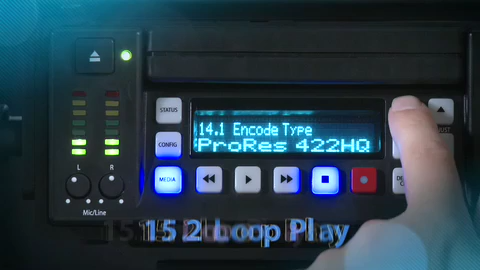 STATUS
14.1 Encode Type
ProRes 422HQ
CONFIG
MEDIA
L R
Mic/Line
15 2 Loop Play